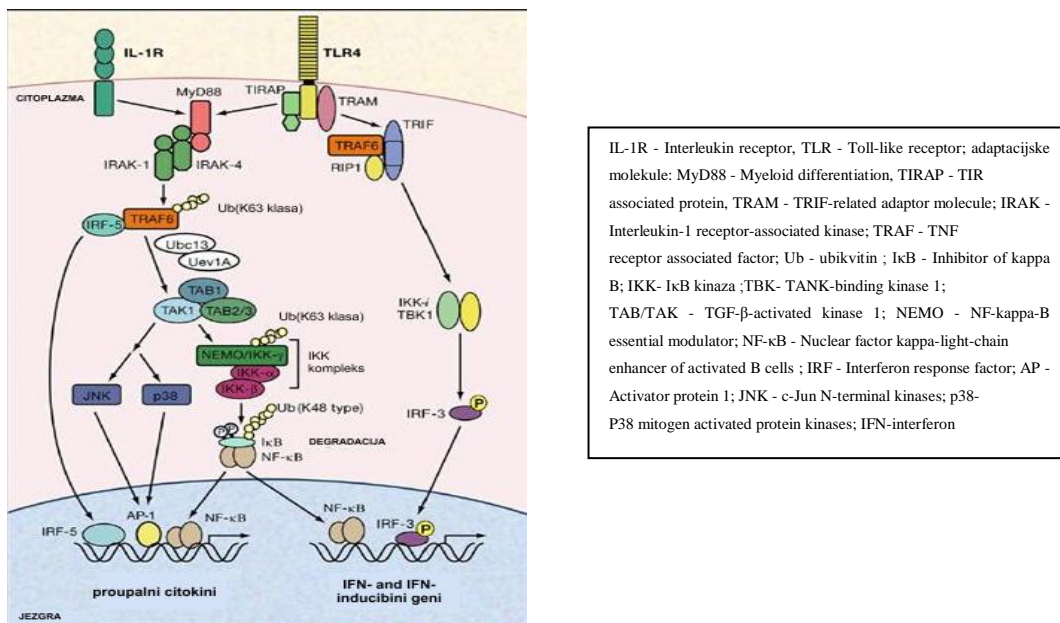 IL-1R
TLR4
CITOPLAZMA
MyD88
TIRAP
TRAM
TRIF
TRAF6
RIP1
IRAK-1
IRAK-4
Ub(K63 klasa)
IRF-5
TRAF6
Ubc13
Uev1A
TAB1
TAK1
TAB2/3
IKK-i
TBK1
Ub(K63 klasa)
NEMO/IKK-γ
IKK-α
IKK-β
IKK
kompleks
JNK
p38
IRF-3
P
Ub(K48 type)
P
P
IκB
DEGRADACIJA
NF-κB
AP-1
NF-κB
IRF-5
NF-κB
IRF-3
P
proupalni citokini
IFN- and IFN-
inducibini geni
JEZGRA
IL-1R - Interleukin receptor, TLR - Toll-like receptor; adaptacijske
molekule: MyD88 - Myeloid differentiation, TIRAP - TIR
associated protein, TRAM - TRIF-related adaptor molecule; IRAK -
Interleukin-1 receptor-associated kinase; TRAF - TNF
receptor associated factor; Ub - ubikvitin ; IκB - Inhibitor of kappa
B; IKK- IκB kinaza ;TBK- TANK-binding kinase 1;
TAB/TAK - TGF-β-activated kinase 1; NEMO - NF-kappa-B
essential modulator; NF-κB - Nuclear factor kappa-light-chain
enhancer of activated B cells ; IRF - Interferon response factor; AP -
Activator protein 1; JNK - c-Jun N-terminal kinases; p38-
P38 mitogen activated protein kinases; IFN-interferon